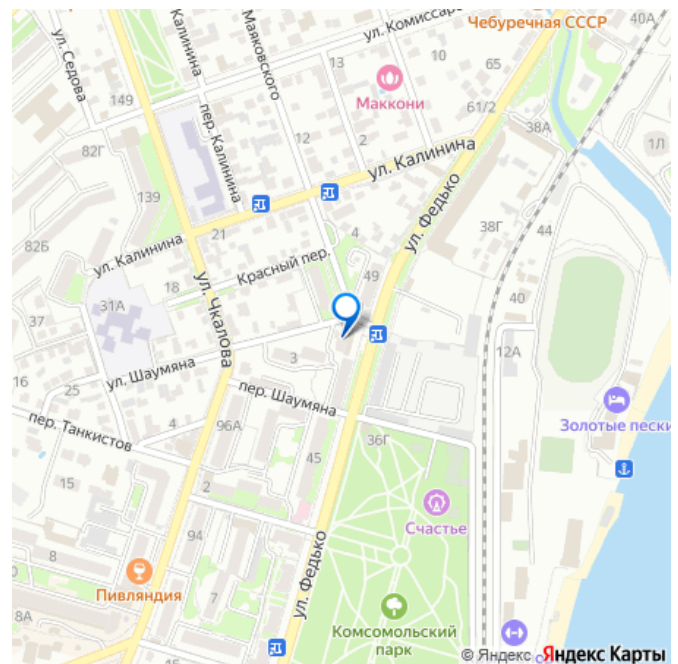 Чебуречная СССР
40А
ул. Комиссаро
ул. Седова
Калинина
Маяковского
13
10
65
149
Маккони
61/2
38А
пер. Калинина
12
2
1Л
82Г
ул. Калинина
139
ул. Федько
21
4
38Г
44
82Б
ул. Калинина
Красный пер.
49
18
31А
ул. Чкалова
40
37
12А
3
16
25
ул. Шаумяна
пер. Шаумяна
Золотые пески
пер. Танкистов
4
96А
36Г
45
15
2
Счастье
94
8
Пивляндия
7
ул. Федько
8А
Комсомольский
парк
© Яндекс Яндекс Карты